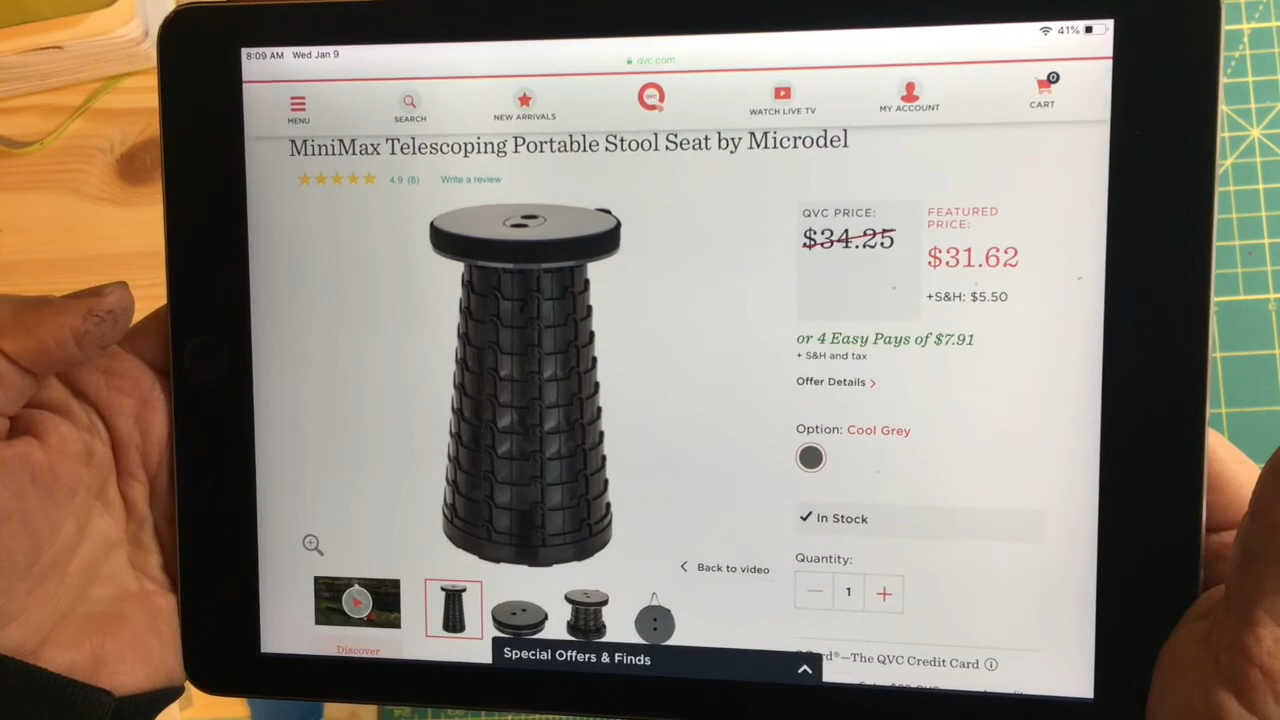 8:09 AM Wed Jan 9
41%
qvc.com
MENU
SEARCH
NEW ARRIVALS
QVC
WATCH LIVE TV
MY ACCOUNT
0
CART
MiniMax Telescoping Portable Stool Seat by Microdel
4.9 (8) Write a review
QVC PRICE:
$34.25
FEATURED
PRICE:
$31.62
+S&H: $5.50
or 4 Easy Pays of $7.91
+ S&H and tax
Offer Details >
Option: Cool Grey
In Stock
Back to video
Quantity:
1
Discover
Special Offers & Finds
—The QVC Credit Card